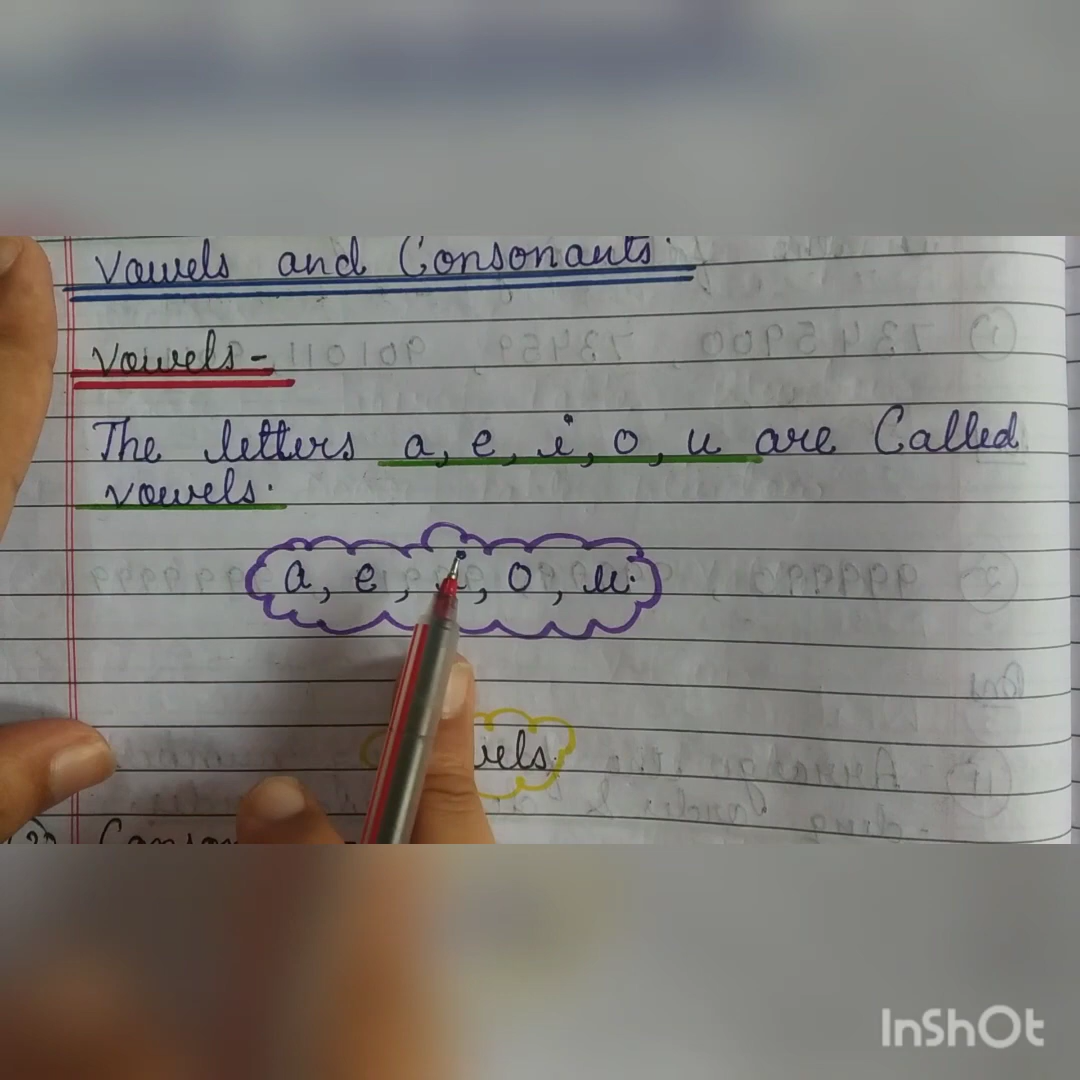 Vowels and Consonants.
Vowels-
The letters a, e, i, o, u are Called
vowels.
a, e, i, o, u.
InShOt